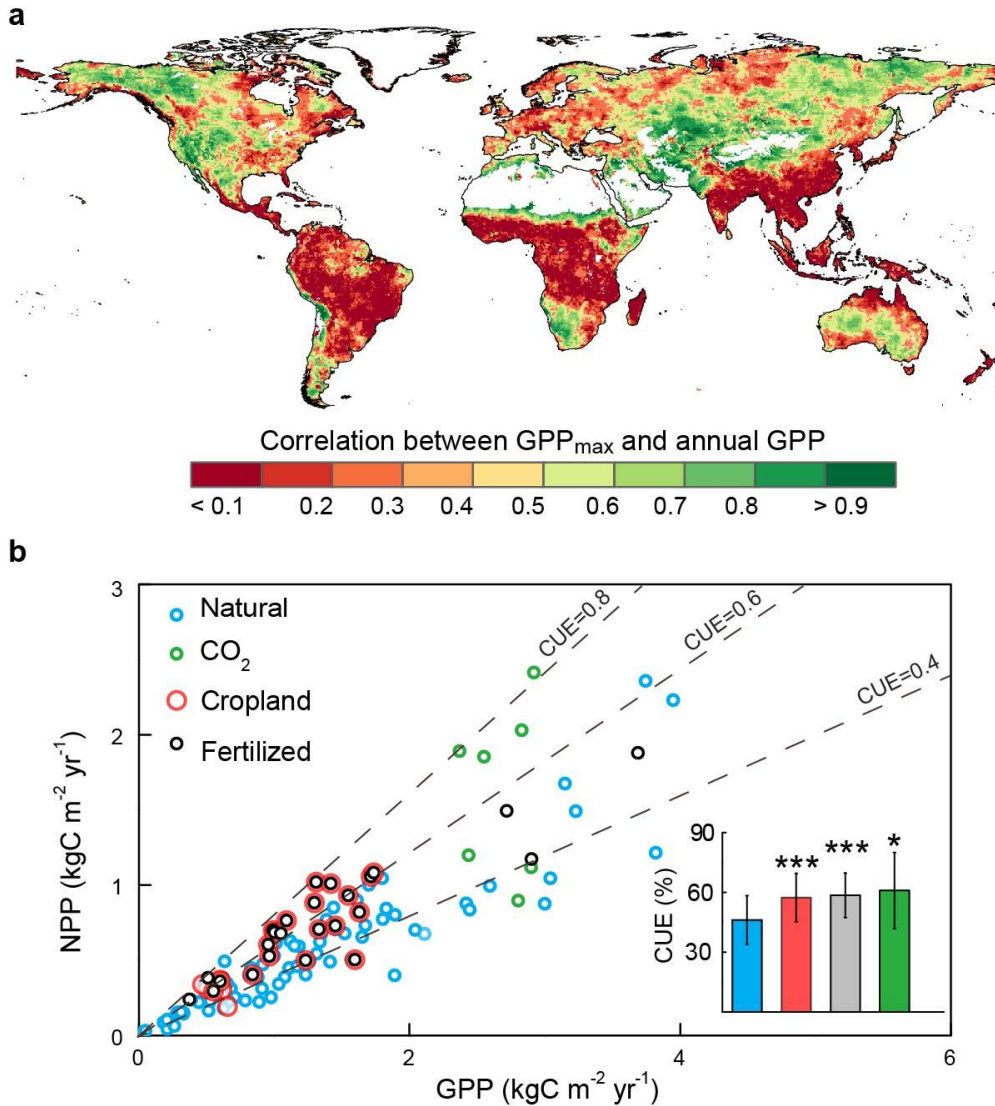 a
Correlation between GPPmax and annual GPP
< 0.1 0.2 0.3 0.4 0.5 0.6 0.7 0.8 > 0.9
b
3
2
1
0
NPP (kgC m-2 yr-1)
Natural
CO2
Cropland
Fertilized
CUE=0.8
CUE=0.6
CUE=0.4
90
60
30
CUE (%)
*** *** *
0 2 4 6
GPP (kgC m-2 yr-1)